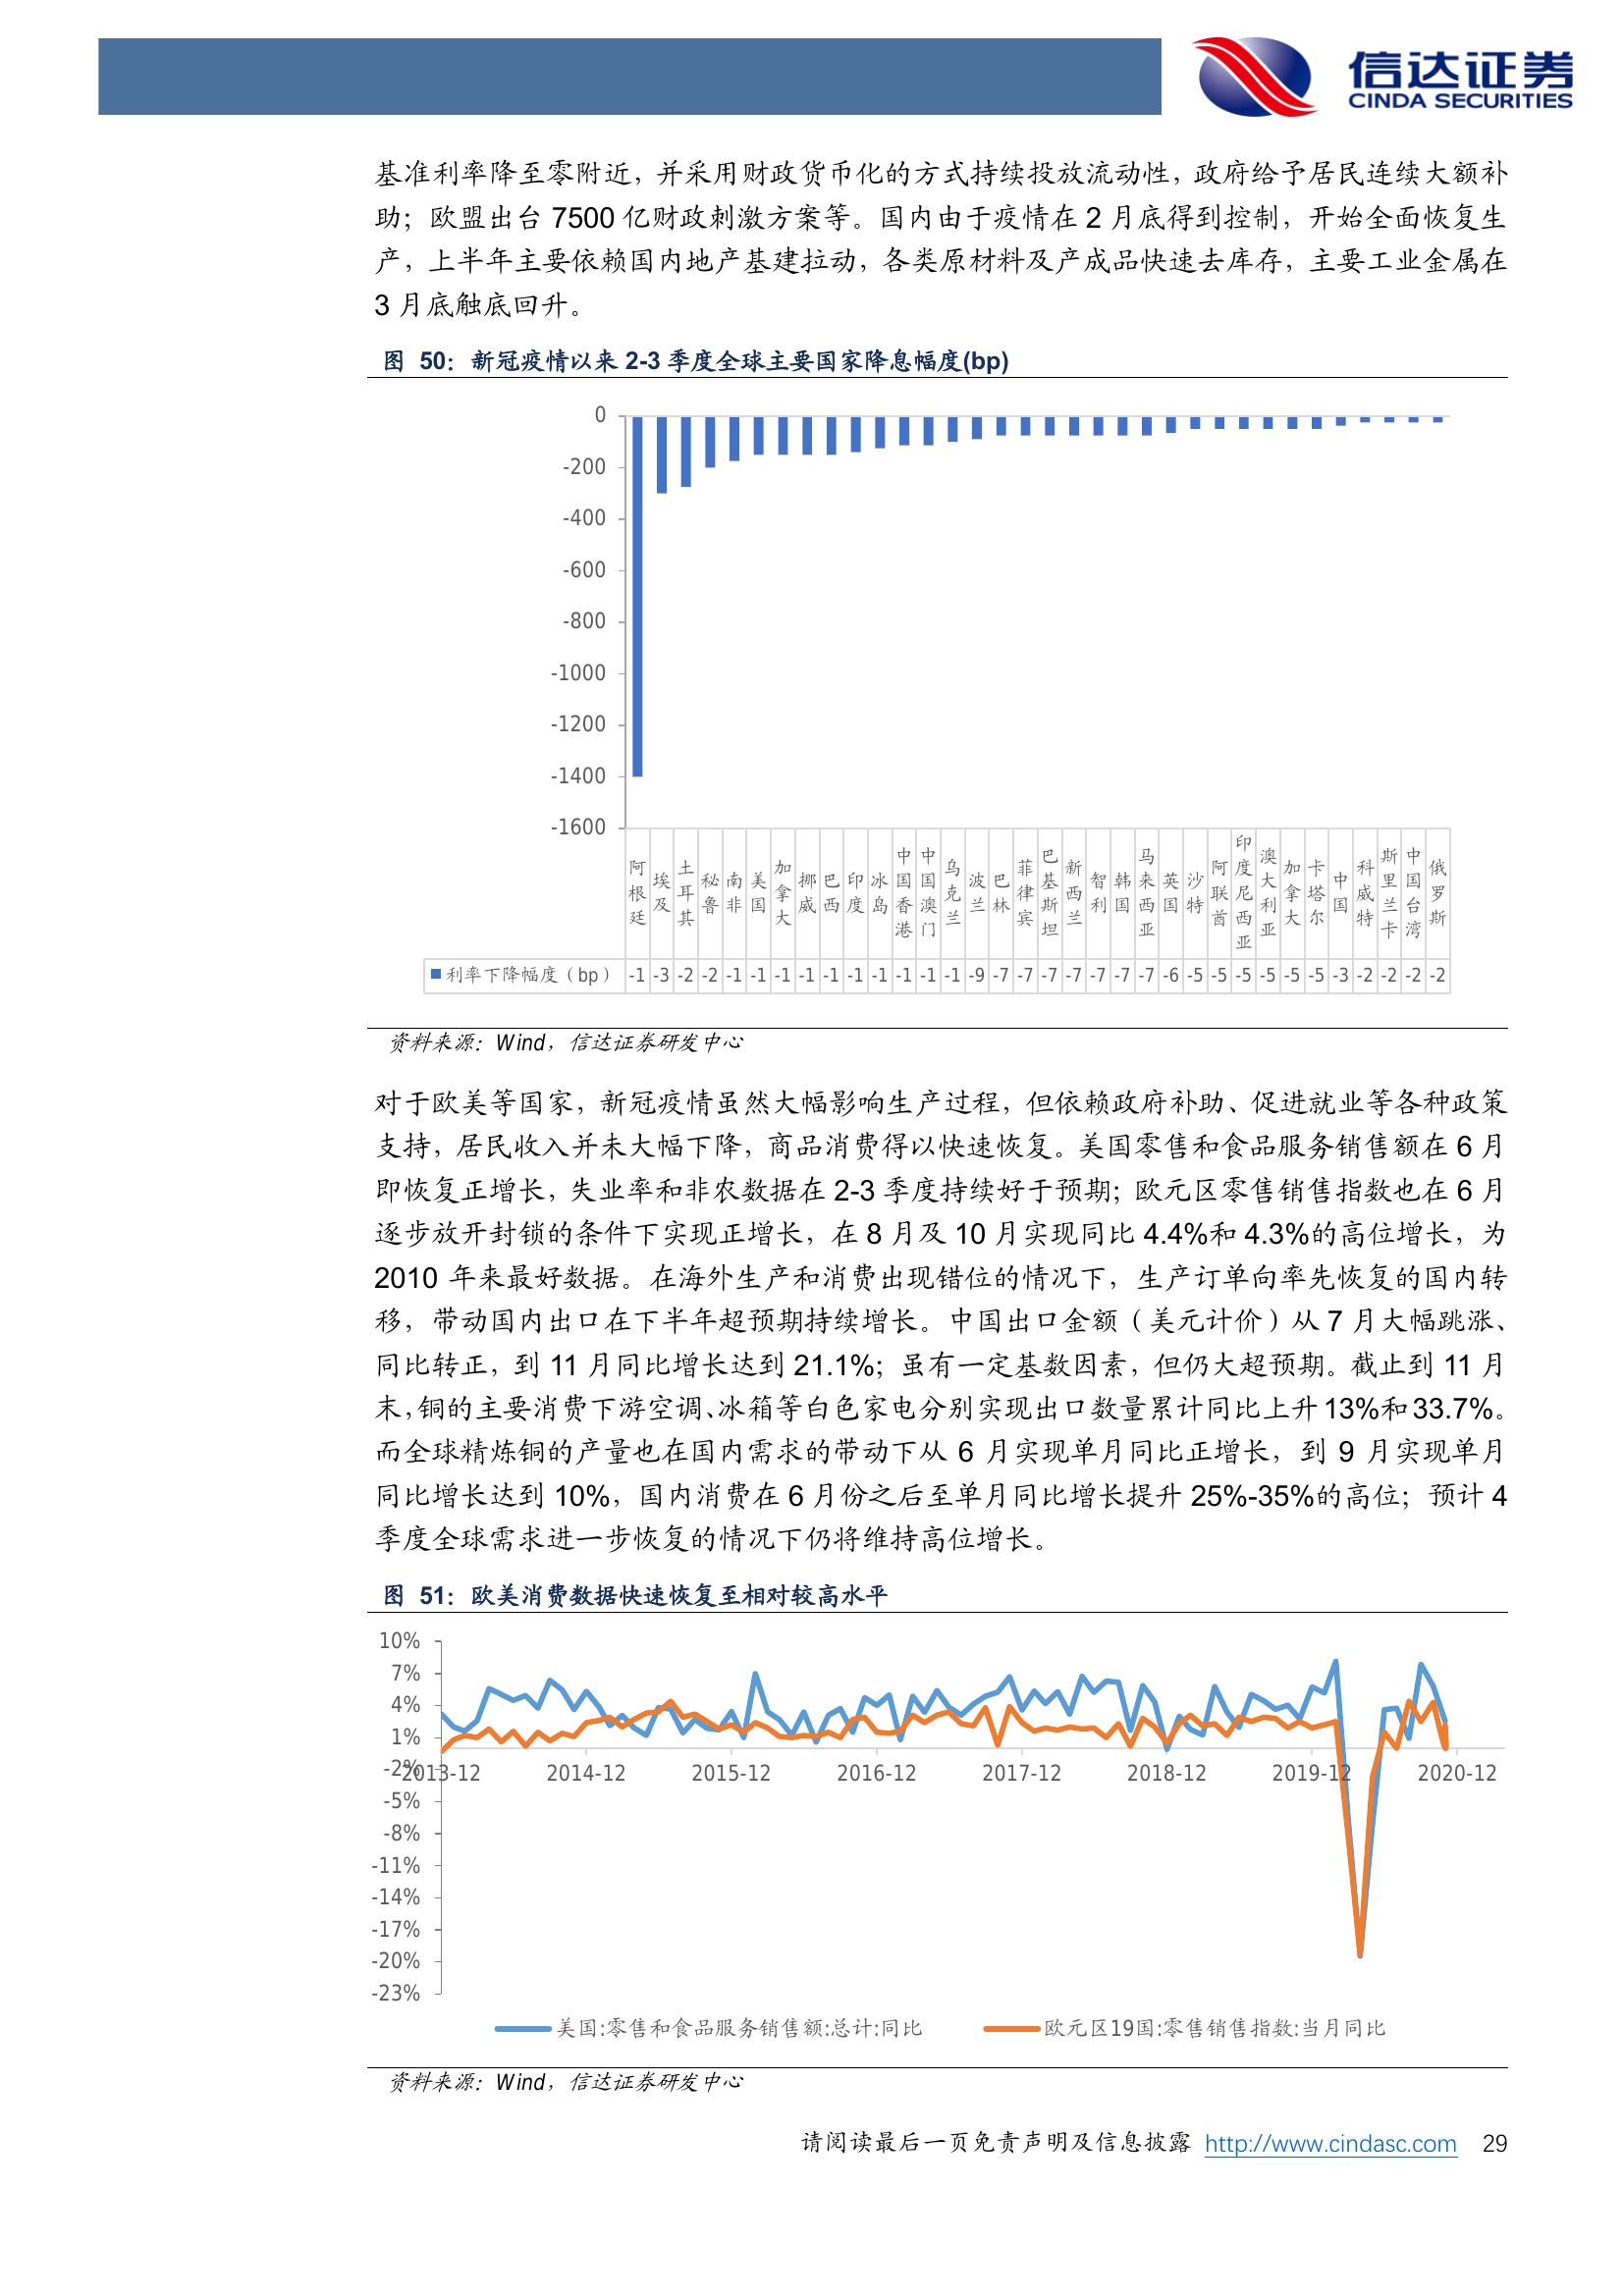 信达证券
CINDA SECURITIES
基准利率降至零附近，并采用财政货币化的方式持续投放流动性，政府给予居民连续大额补
助；欧盟出台 7500 亿财政刺激方案等。国内由于疫情在 2 月底得到控制，开始全面恢复生
产，上半年主要依赖国内地产基建拉动，各类原材料及产成品快速去库存，主要工业金属在
3 月底触底回升。
图 50：新冠疫情以来 2-3 季度全球主要国家降息幅度(bp)
0
-200
-400
-600
-800
-1000
-1200
-1400
-1600
阿根廷 埃及 土耳其 秘鲁 南非 美国 加拿大 挪威 巴西 印度 冰岛 中国香港 中国澳门 乌克兰 波兰 巴林 菲律宾 巴基斯坦 新西兰 智利 韩国 马来西亚 英国 沙特 阿联酋 印度尼西亚 澳大利亚 加拿大 卡塔尔 中国 科威特 斯里兰卡 中国台湾 俄罗斯
利率下降幅度（bp） -1 -3 -2 -2 -1 -1 -1 -1 -1 -1 -1 -1 -1 -1 -9 -7 -7 -7 -7 -7 -7 -7 -6 -5 -5 -5 -5 -5 -5 -3 -2 -2 -2 -2
资料来源：Wind，信达证券研发中心
对于欧美等国家，新冠疫情虽然大幅影响生产过程，但依赖政府补助、促进就业等各种政策
支持，居民收入并未大幅下降，商品消费得以快速恢复。美国零售和食品服务销售额在 6 月
即恢复正增长，失业率和非农数据在 2-3 季度持续好于预期；欧元区零售销售指数也在 6 月
逐步放开封锁的条件下实现正增长，在 8 月及 10 月实现同比 4.4%和 4.3%的高位增长，为
2010 年来最好数据。在海外生产和消费出现错位的情况下，生产订单向率先恢复的国内转
移，带动国内出口在下半年超预期持续增长。中国出口金额（美元计价）从 7 月大幅跳涨、
同比转正，到 11 月同比增长达到 21.1%；虽有一定基数因素，但仍大超预期。截止到 11 月
末，铜的主要消费下游空调、冰箱等白色家电分别实现出口数量累计同比上升 13%和 33.7%。
而全球精炼铜的产量也在国内需求的带动下从 6 月实现单月同比正增长，到 9 月实现单月
同比增长达到 10%，国内消费在 6 月份之后至单月同比增长提升 25%-35%的高位；预计 4
季度全球需求进一步恢复的情况下仍将维持高位增长。
图 51：欧美消费数据快速恢复至相对较高水平
10%
7%
4%
1%
-2%
-5%
-8%
-11%
-14%
-17%
-20%
-23%
2013-12 2014-12 2015-12 2016-12 2017-12 2018-12 2019-12 2020-12
美国:零售和食品服务销售额:总计:同比 欧元区19国:零售销售指数:当月同比
资料来源：Wind，信达证券研发中心
请阅读最后一页免责声明及信息披露 http://www.cindasc.com 29